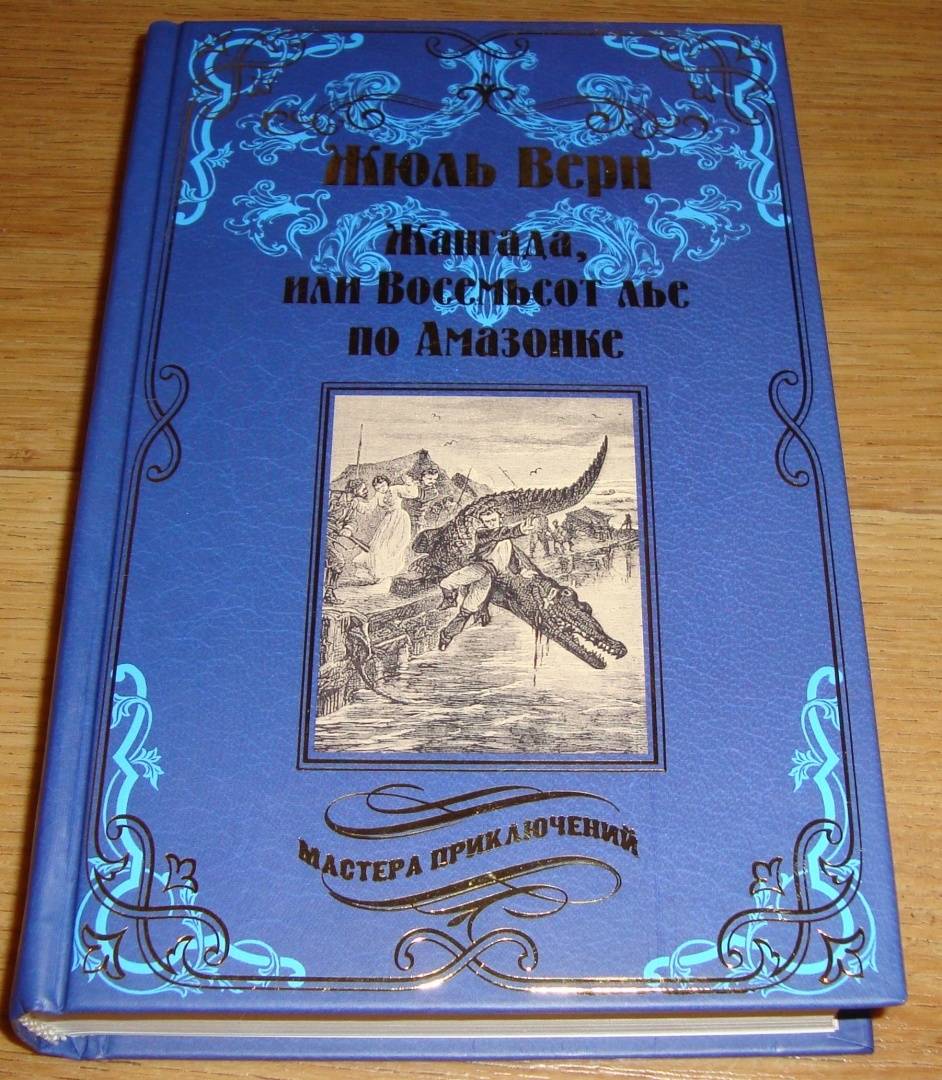 Жюль Верн
Жангада,
или Восемьсот лье
по Амазонке
МАСТЕРА ПРИКЛЮЧЕНИЙ